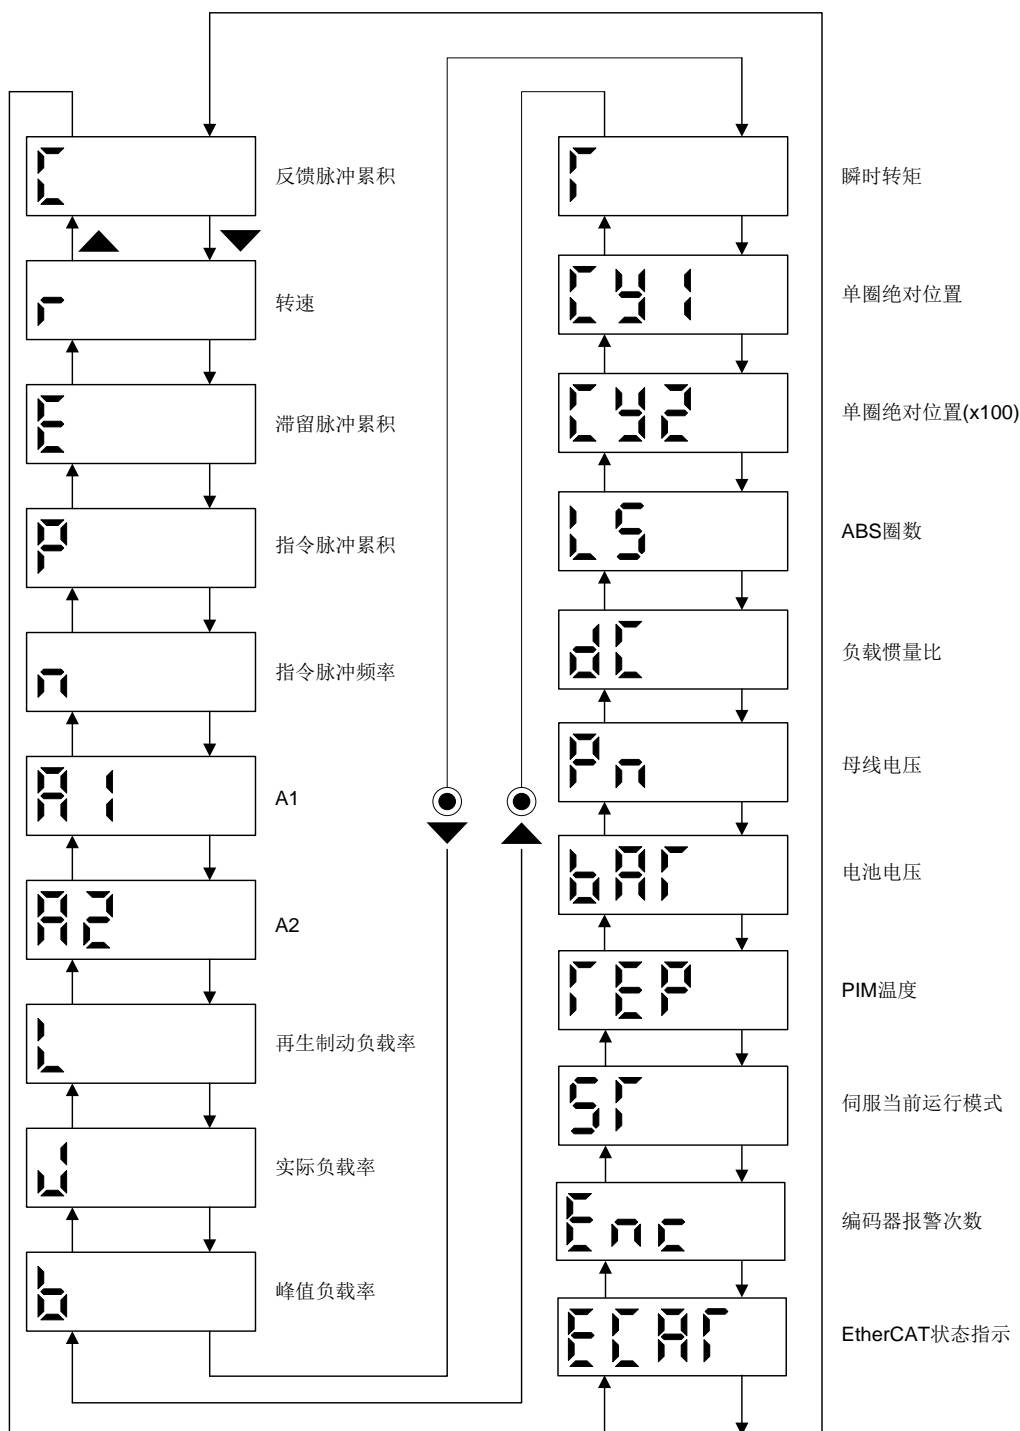 C
反馈脉冲累积
r
转速
E
滞留脉冲累积
P
指令脉冲累积
n
指令脉冲频率
A1
A1
A2
A2
L
再生制动负载率
J
实际负载率
b
峰值负载率
T
瞬时转矩
Cy1
单圈绝对位置
Cy2
单圈绝对位置(x100)
LS
ABS圈数
dC
负载惯量比
Pn
母线电压
bAT
电池电压
TEP
PIM温度
ST
伺服当前运行模式
Enc
编码器报警次数
ECAT
EtherCAT状态指示